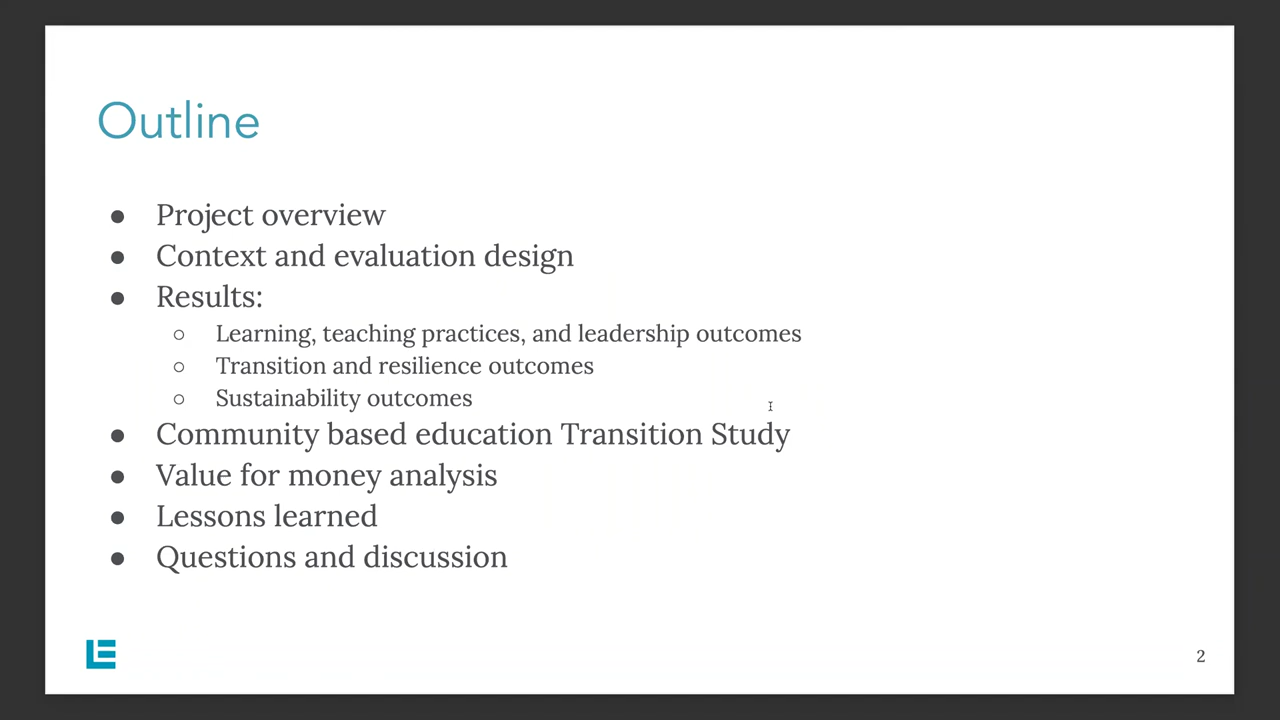 Outline
● Project overview
● Context and evaluation design
● Results:
○ Learning, teaching practices, and leadership outcomes
○ Transition and resilience outcomes
○ Sustainability outcomes
● Community based education Transition Study
● Value for money analysis
● Lessons learned
● Questions and discussion
LE
2